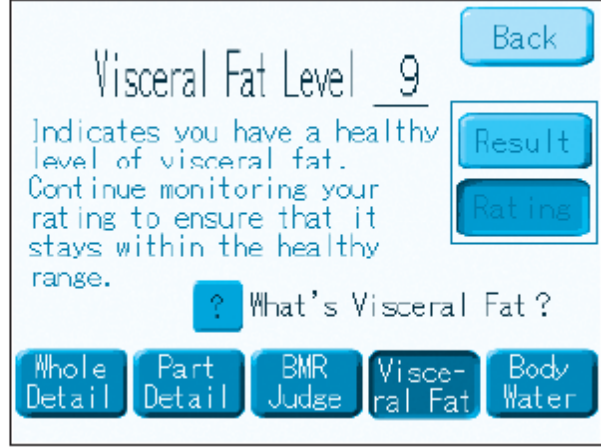 Back
Visceral Fat Level 9
Indicates you have a healthy
level of visceral fat.
Continue monitoring your
rating to ensure that it
stays within the healthy
range.
Result
Rating
? What's Visceral Fat?
Whole
Detail
Part
Detail
BMR
Judge
Visce-
ral Fat
Body
Water